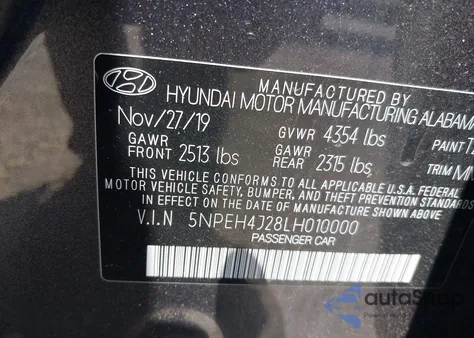 MANUFACTURED BY
HYUNDAI MOTOR MANUFACTURING ALABAMA
Nov/27/19 GVWR 4354 lbs PAINT
GAWR FRONT 2513 lbs GAWR REAR 2315 lbs TRIM
THIS VEHICLE CONFORMS TO ALL APPLICABLE U.S.A. FEDERAL
MOTOR VEHICLE SAFETY, BUMPER, AND THEFT PREVENTION
STANDARDS IN EFFECT ON THE DATE OF MANUFACTURE SHOWN ABOVE.
V.I.N 5NPEH4J28LH010000
PASSENGER CAR
autoSnap